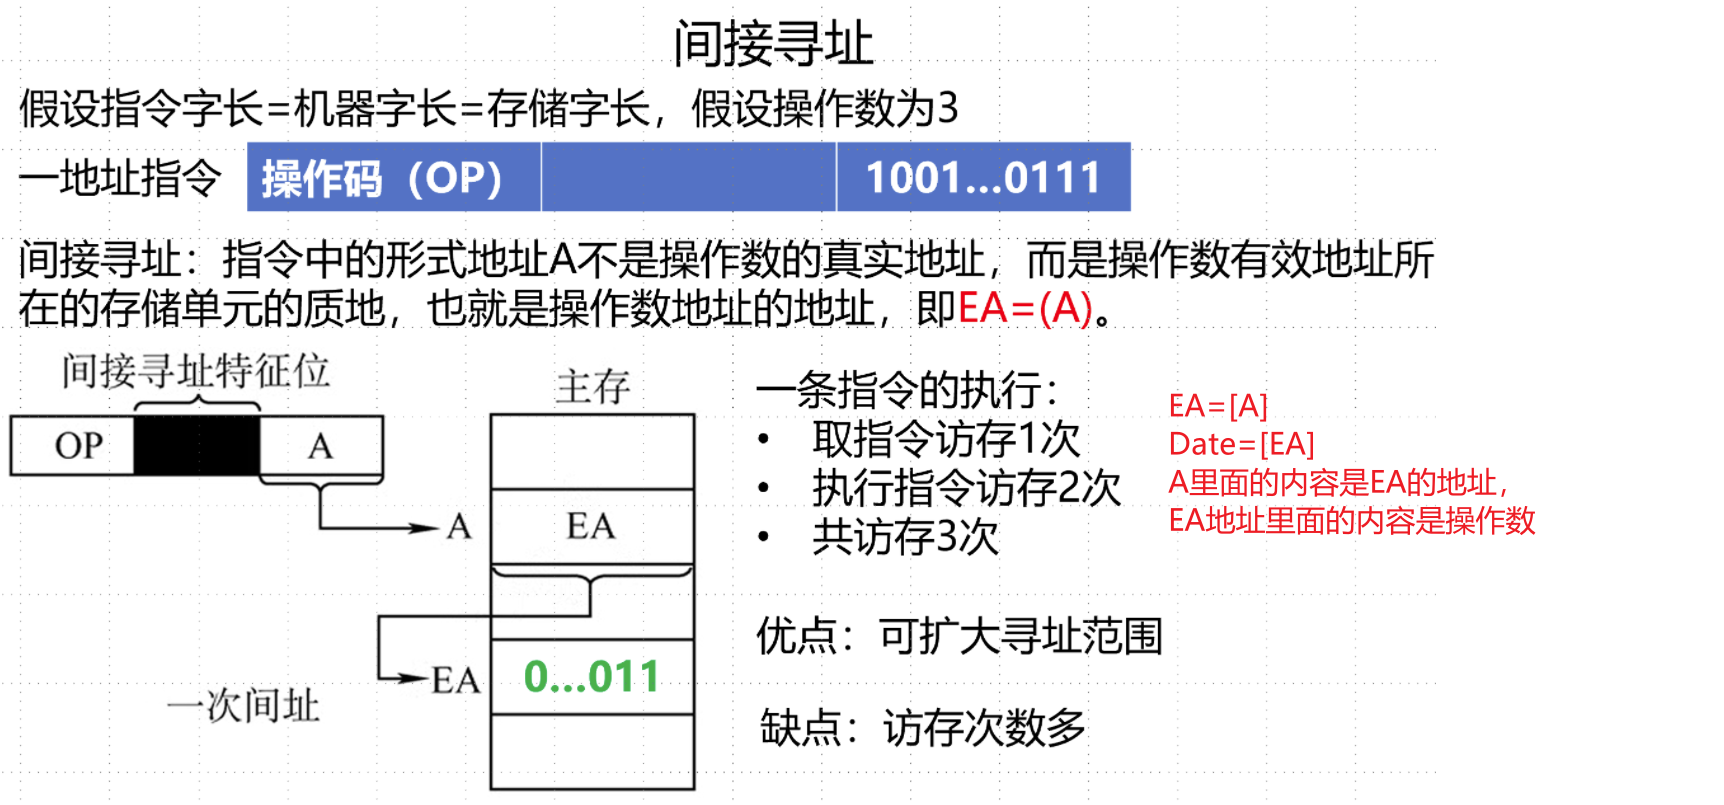 间接寻址
假设指令字长=机器字长=存储字长，假设操作数为3
一地址指令 操作码（OP） 1001...0111
间接寻址：指令中的形式地址A不是操作数的真实地址，而是操作数有效地址所
在的存储单元的质地，也就是操作数地址的地址，即EA=(A)。
间接寻址特征位
OP
A
主存
A
EA
EA
0...011
一次间址
一条指令的执行：
• 取指令访存1次
• 执行指令访存2次
• 共访存3次
EA=[A]
Date=[EA]
A里面的内容是EA的地址，
EA地址里面的内容是操作数
优点：可扩大寻址范围
缺点：访存次数多